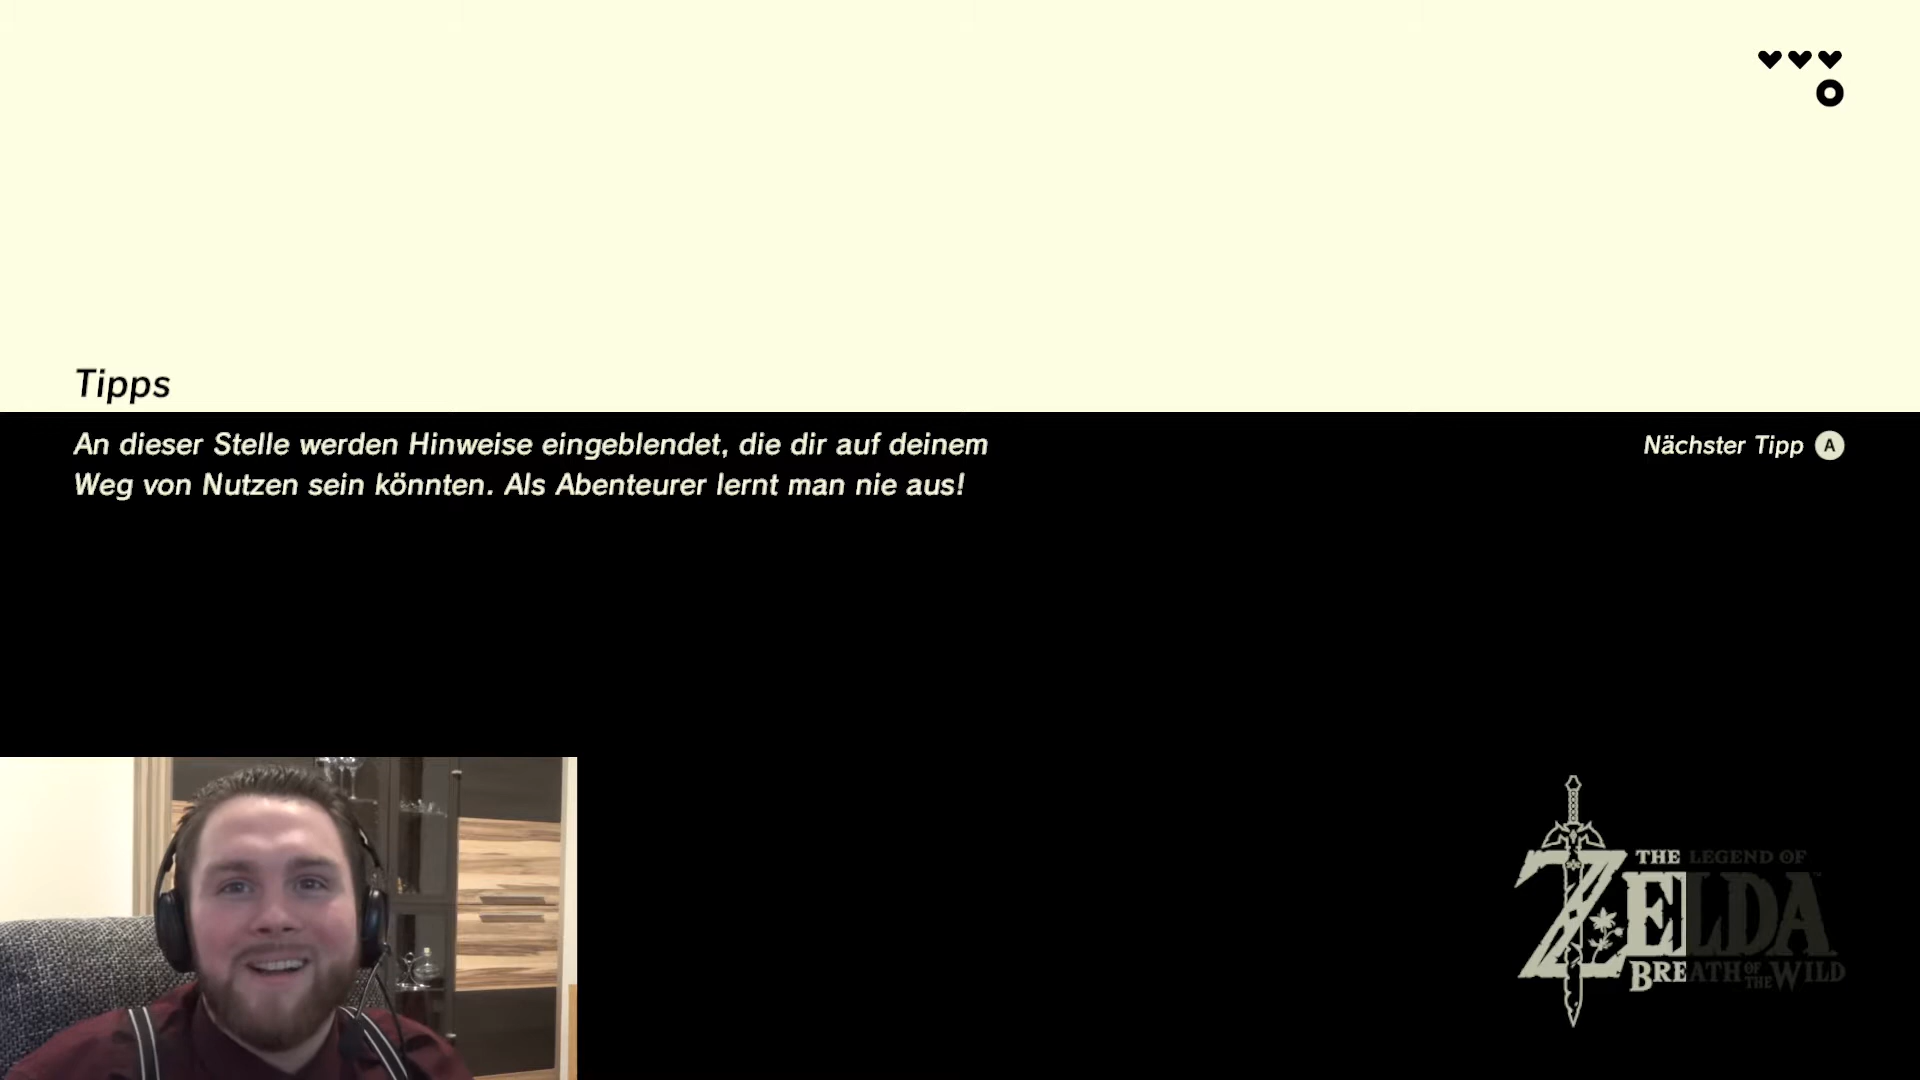 Tipps
An dieser Stelle werden Hinweise eingeblendet, die dir auf deinem
Weg von Nutzen sein könnten. Als Abenteurer lernt man nie aus!
Nächster Tipp A
THE LEGEND OF
ZELDA
BREATH OF THE WILD